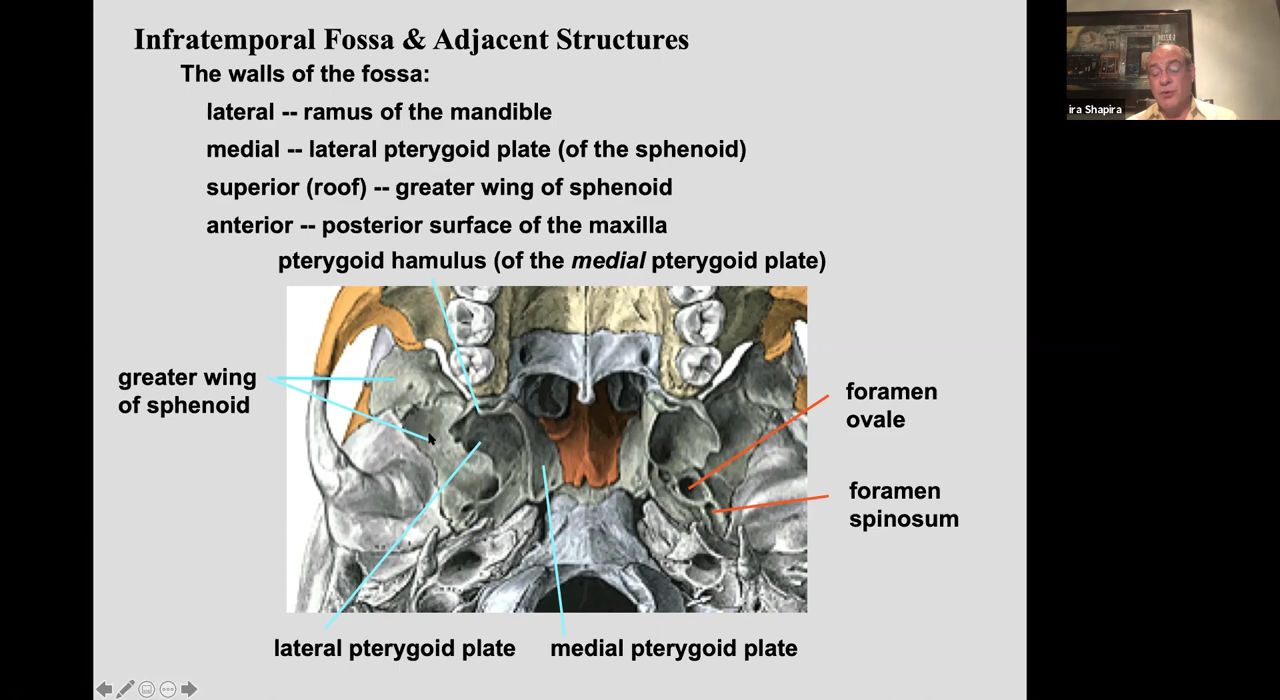 Infratemporal Fossa & Adjacent Structures
The walls of the fossa:
lateral -- ramus of the mandible
medial -- lateral pterygoid plate (of the sphenoid)
superior (roof) -- greater wing of sphenoid
anterior -- posterior surface of the maxilla
pterygoid hamulus (of the medial pterygoid plate)
greater wing
of sphenoid
foramen
ovale
foramen
spinosum
lateral pterygoid plate
medial pterygoid plate
ira Shapira